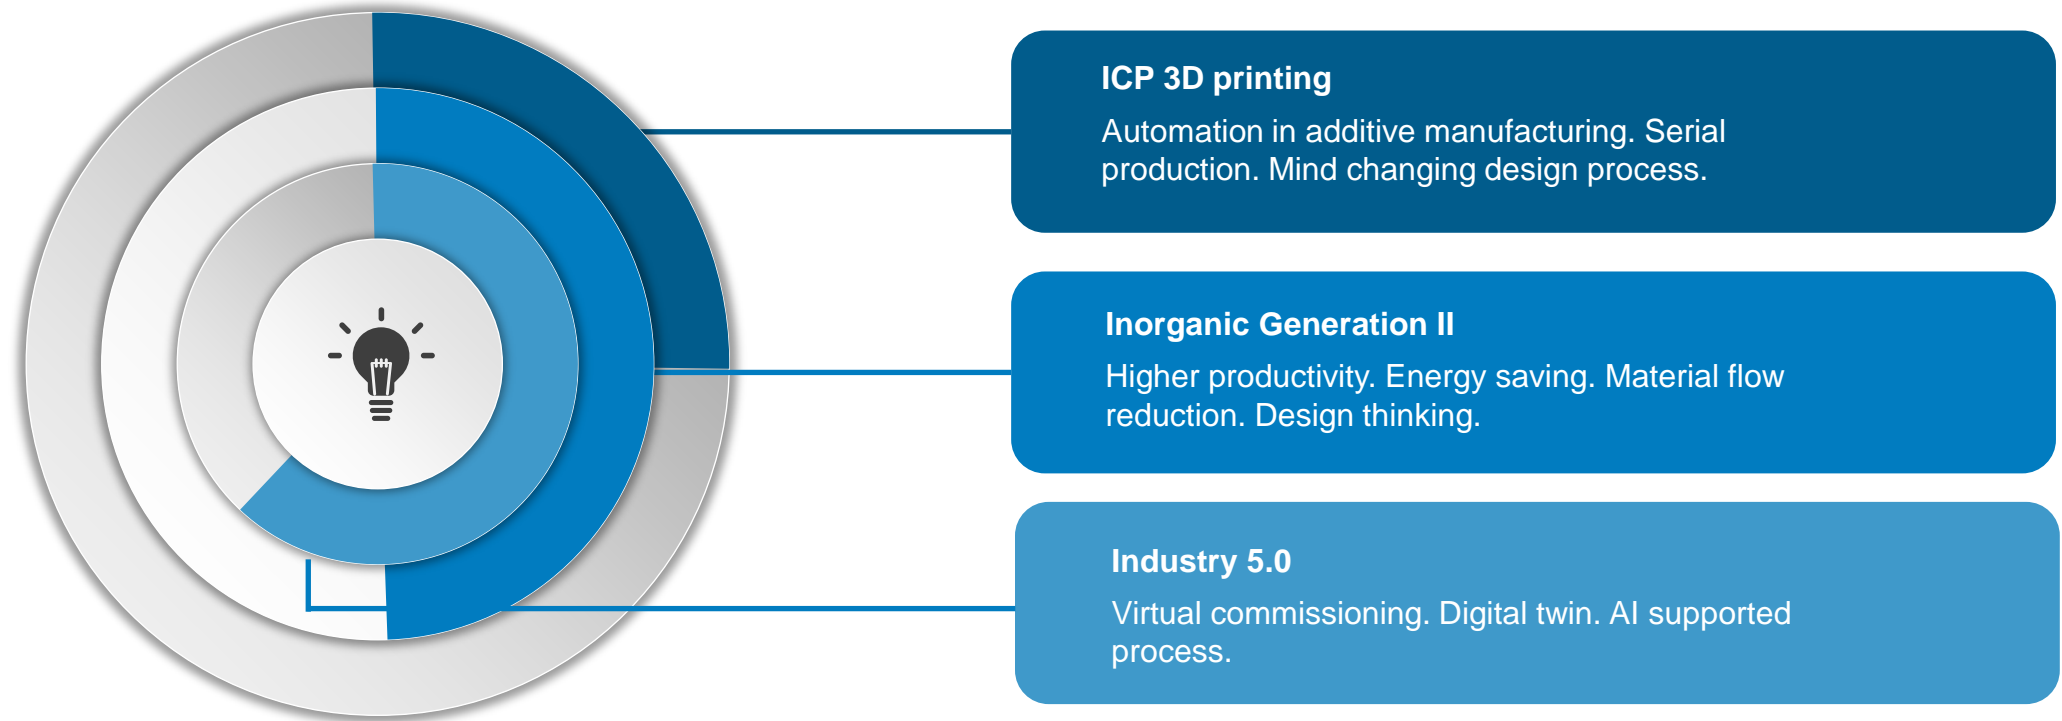 ICP 3D printing
Automation in additive manufacturing. Serial
production. Mind changing design process.
Inorganic Generation II
Higher productivity. Energy saving. Material flow
reduction. Design thinking.
Industry 5.0
Virtual commissioning. Digital twin. AI supported
process.